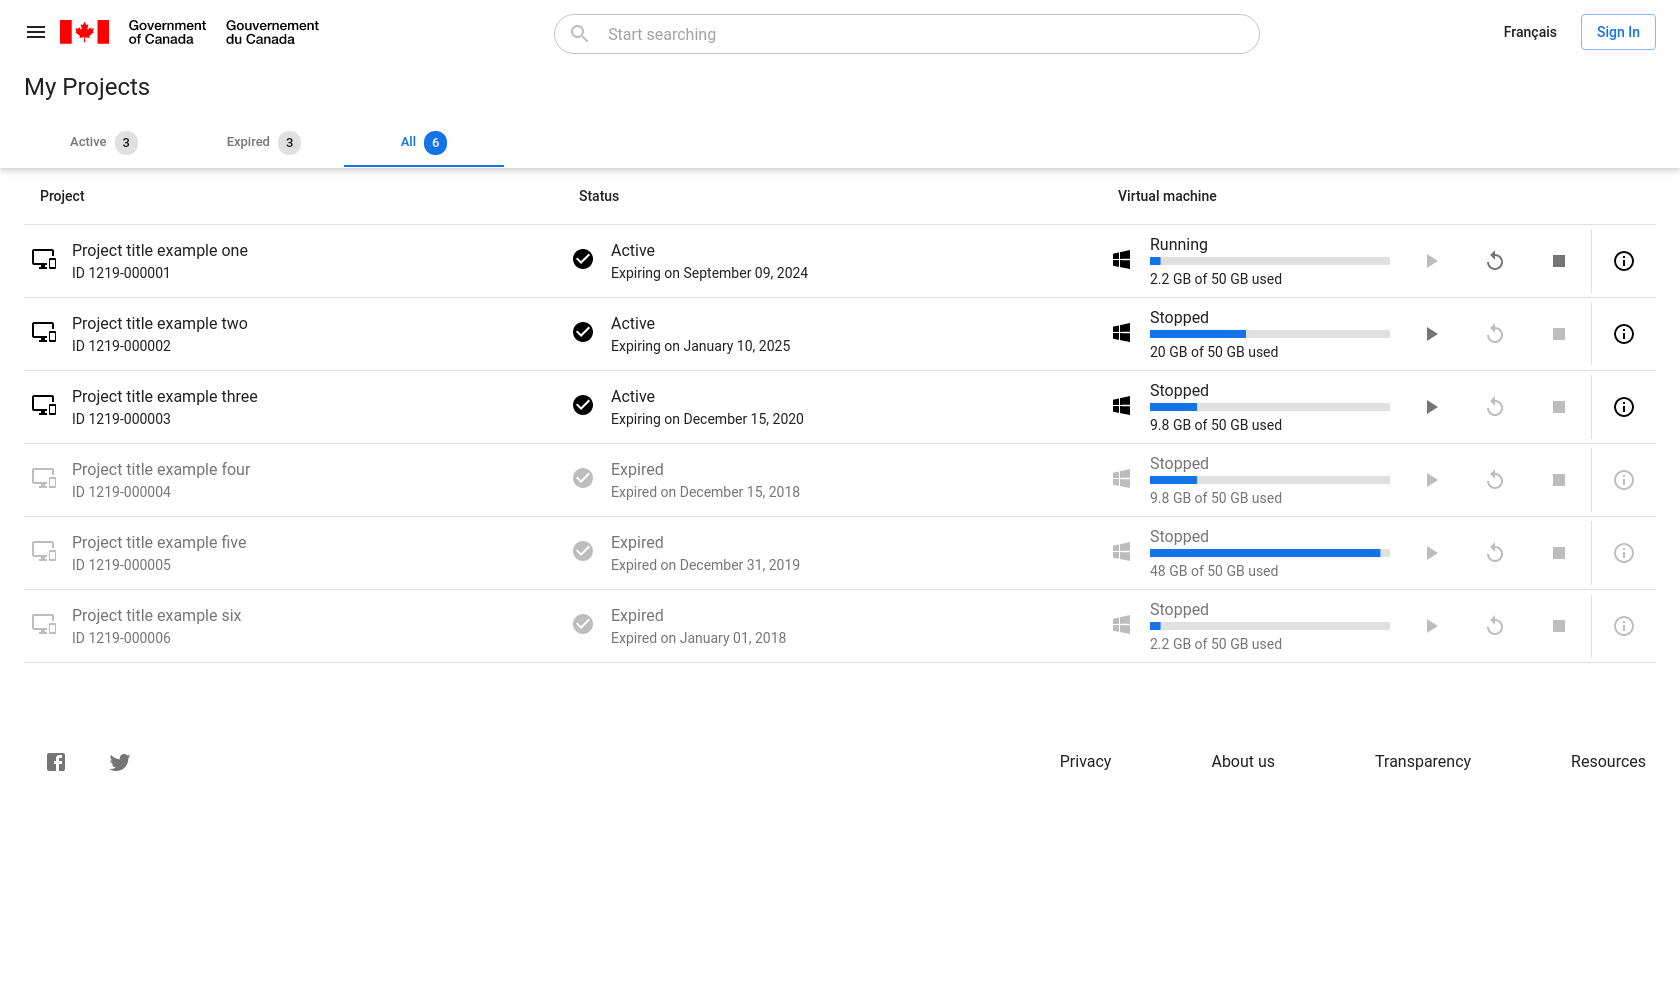 Government
of Canada
Gouvernement
du Canada
Start searching
Français
Sign In
My Projects
Active 3
Expired 3
All 6
Project
Status
Virtual machine
Project title example one
ID 1219-000001
Active
Expiring on September 09, 2024
Running
2.2 GB of 50 GB used
Project title example two
ID 1219-000002
Active
Expiring on January 10, 2025
Stopped
20 GB of 50 GB used
Project title example three
ID 1219-000003
Active
Expiring on December 15, 2020
Stopped
9.8 GB of 50 GB used
Project title example four
ID 1219-000004
Expired
Expired on December 15, 2018
Stopped
9.8 GB of 50 GB used
Project title example five
ID 1219-000005
Expired
Expired on December 31, 2019
Stopped
48 GB of 50 GB used
Project title example six
ID 1219-000006
Expired
Expired on January 01, 2018
Stopped
2.2 GB of 50 GB used
Privacy
About us
Transparency
Resources